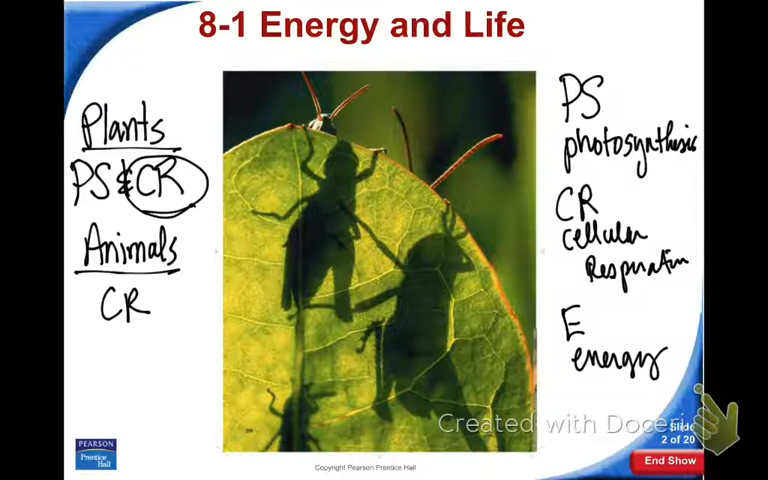 8-1 Energy and Life
Plants
PS & CR
Animals
CR
PS
photosynthesis
CR
Cellular
Respiration
E
energy
Created with Doceri
Slide
2 of 20
End Show
PEARSON
Prentice
Hall
Copyright Pearson Prentice Hall